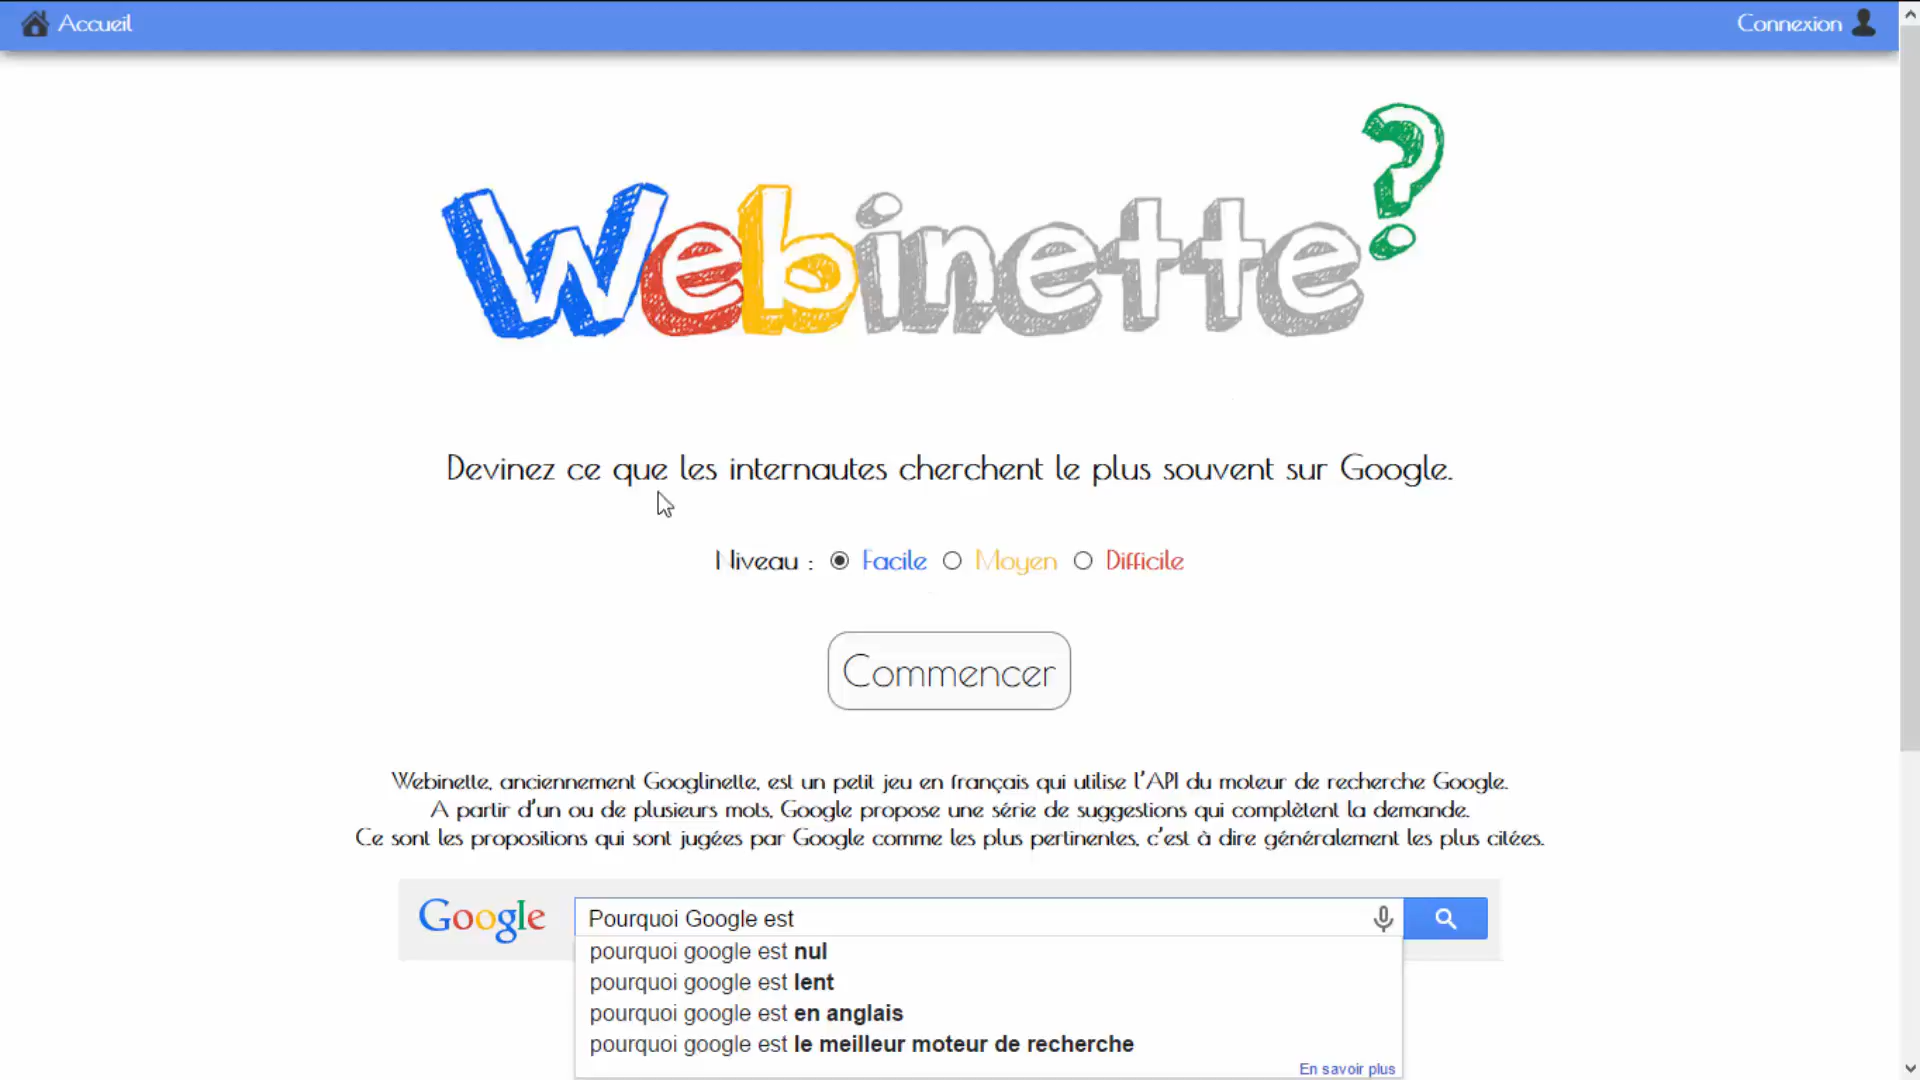 Accueil
Connexion
Webinette?
Devinez ce que les internautes cherchent le plus souvent sur Google.
Niveau : Facile Moyen Difficile
Commencer
Webinette, anciennement Googlinette, est un petit jeu en français qui utilise l'API du moteur de recherche Google.
A partir d'un ou de plusieurs mots, Google propose une série de suggestions qui complètent la demande.
Ce sont les propositions qui sont jugées par Google comme les plus pertinentes, c'est à dire généralement les plus citées.
Google Pourquoi Google est
pourquoi google est nul
pourquoi google est lent
pourquoi google est en anglais
pourquoi google est le meilleur moteur de recherche
En savoir plus